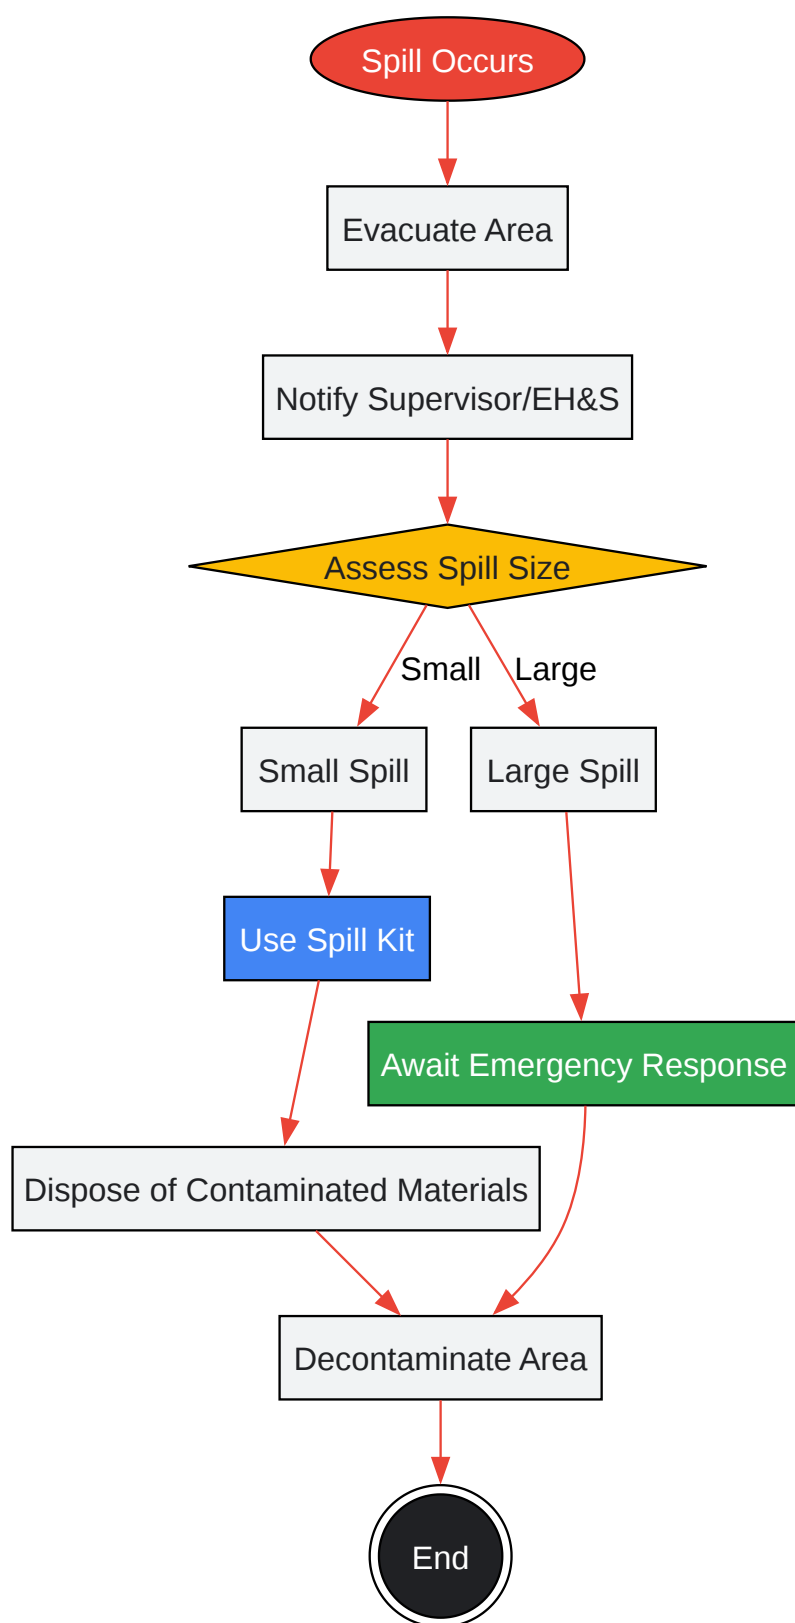 Spill Occurs
Evacuate Area
Notify Supervisor/EH&S
Assess Spill Size
Small
Large
Small Spill
Large Spill
Use Spill Kit
Await Emergency Response
Dispose of Contaminated Materials
Decontaminate Area
End